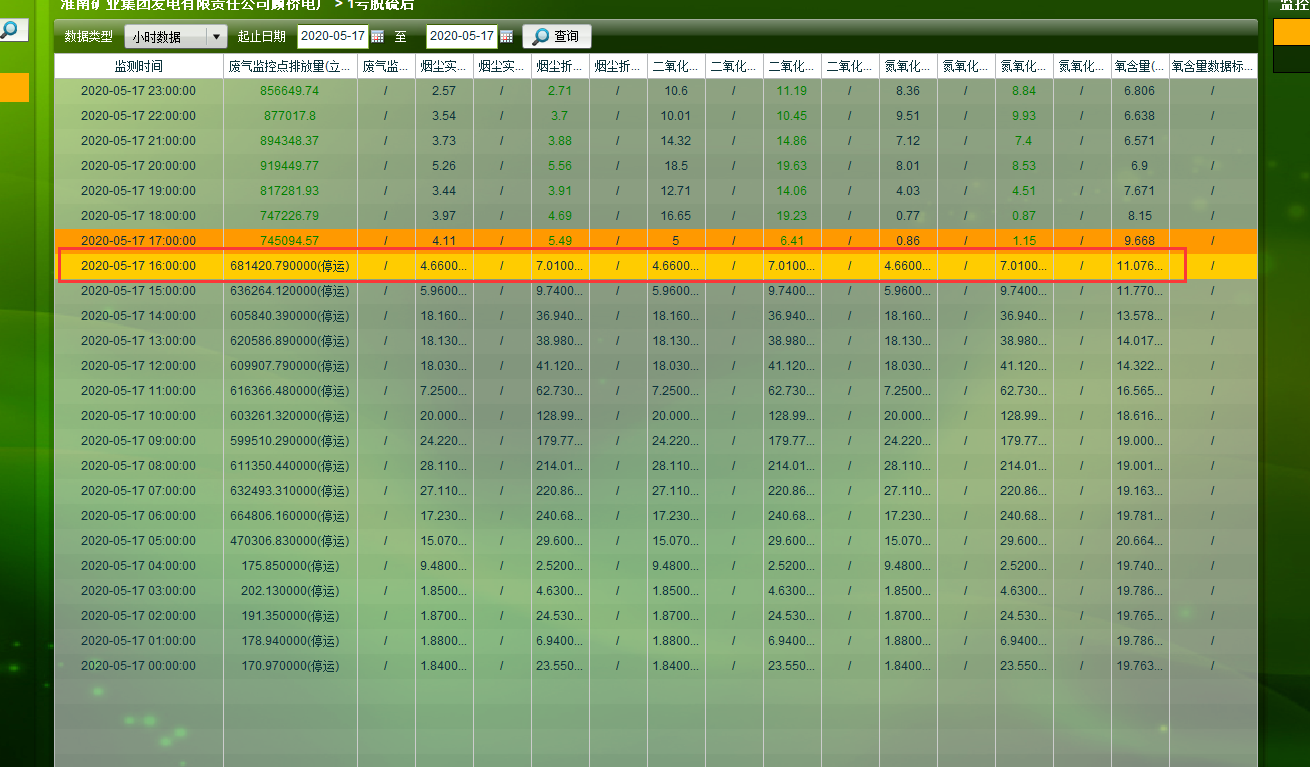 淮南矿业集团发电有限责任公司顾桥电厂 > 1号脱硫后
监控
数据类型 小时数据 起止日期 2020-05-17 至 2020-05-17 查询
监测时间 废气监控点排放量(立... 废气监... 烟尘实... 烟尘实... 烟尘折... 烟尘折... 二氧化... 二氧化... 二氧化... 二氧化... 氮氧化... 氮氧化... 氮氧化... 氮氧化... 氧含量(... 氧含量数据标...
2020-05-17 23:00:00 856649.74 / 2.57 / 2.71 / 10.6 / 11.19 / 8.36 / 8.84 / 6.806 /
2020-05-17 22:00:00 877017.8 / 3.54 / 3.7 / 10.01 / 10.45 / 9.51 / 9.93 / 6.638 /
2020-05-17 21:00:00 894348.37 / 3.73 / 3.88 / 14.32 / 14.86 / 7.12 / 7.4 / 6.571 /
2020-05-17 20:00:00 919449.77 / 5.26 / 5.56 / 18.5 / 19.63 / 8.01 / 8.53 / 6.9 /
2020-05-17 19:00:00 817281.93 / 3.44 / 3.91 / 12.71 / 14.06 / 4.03 / 4.51 / 7.671 /
2020-05-17 18:00:00 747226.79 / 3.97 / 4.69 / 16.65 / 19.23 / 0.77 / 0.87 / 8.15 /
2020-05-17 17:00:00 745094.57 / 4.11 / 5.49 / 5 / 6.41 / 0.86 / 1.15 / 9.668 /
2020-05-17 16:00:00 681420.790000(停运) / 4.6600... / 7.0100... / 4.6600... / 7.0100... / 4.6600... / 7.0100... / 11.076... /
2020-05-17 15:00:00 636264.120000(停运) / 5.9600... / 9.7400... / 5.9600... / 9.7400... / 5.9600... / 9.7400... / 11.770... /
2020-05-17 14:00:00 605840.390000(停运) / 18.160... / 36.940... / 18.160... / 36.940... / 18.160... / 36.940... / 13.578... /
2020-05-17 13:00:00 620586.890000(停运) / 18.130... / 38.980... / 18.130... / 38.980... / 18.130... / 38.980... / 14.017... /
2020-05-17 12:00:00 609907.790000(停运) / 18.030... / 41.120... / 18.030... / 41.120... / 18.030... / 41.120... / 14.322... /
2020-05-17 11:00:00 616366.480000(停运) / 7.2500... / 62.730... / 7.2500... / 62.730... / 7.2500... / 62.730... / 16.565... /
2020-05-17 10:00:00 603261.320000(停运) / 20.000... / 128.99... / 20.000... / 128.99... / 20.000... / 128.99... / 18.616... /
2020-05-17 09:00:00 599510.290000(停运) / 24.220... / 179.77... / 24.220... / 179.77... / 24.220... / 179.77... / 19.000... /
2020-05-17 08:00:00 611350.440000(停运) / 28.110... / 214.01... / 28.110... / 214.01... / 28.110... / 214.01... / 19.001... /
2020-05-17 07:00:00 632493.310000(停运) / 27.110... / 220.86... / 27.110... / 220.86... / 27.110... / 220.86... / 19.163... /
2020-05-17 06:00:00 664806.160000(停运) / 17.230... / 240.68... / 17.230... / 240.68... / 17.230... / 240.68... / 19.781... /
2020-05-17 05:00:00 470306.830000(停运) / 15.070... / 29.600... / 15.070... / 29.600... / 15.070... / 29.600... / 20.664... /
2020-05-17 04:00:00 175.850000(停运) / 9.4800... / 2.5200... / 9.4800... / 2.5200... / 9.4800... / 2.5200... / 19.740... /
2020-05-17 03:00:00 202.130000(停运) / 1.8500... / 4.6300... / 1.8500... / 4.6300... / 1.8500... / 4.6300... / 19.786... /
2020-05-17 02:00:00 191.350000(停运) / 1.8700... / 24.530... / 1.8700... / 24.530... / 1.8700... / 24.530... / 19.765... /
2020-05-17 01:00:00 178.940000(停运) / 1.8800... / 6.9400... / 1.8800... / 6.9400... / 1.8800... / 6.9400... / 19.786... /
2020-05-17 00:00:00 170.970000(停运) / 1.8400... / 23.550... / 1.8400... / 23.550... / 1.8400... / 23.550... / 19.763... /